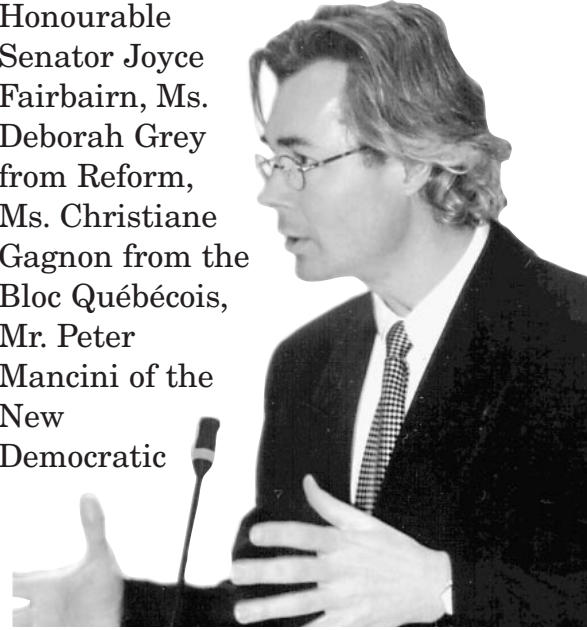 Honourable
Senator Joyce
Fairbairn, Ms.
Deborah Grey
from Reform,
Ms. Christiane
Gagnon from the
Bloc Québécois,
Mr. Peter
Mancini of the
New
Democratic